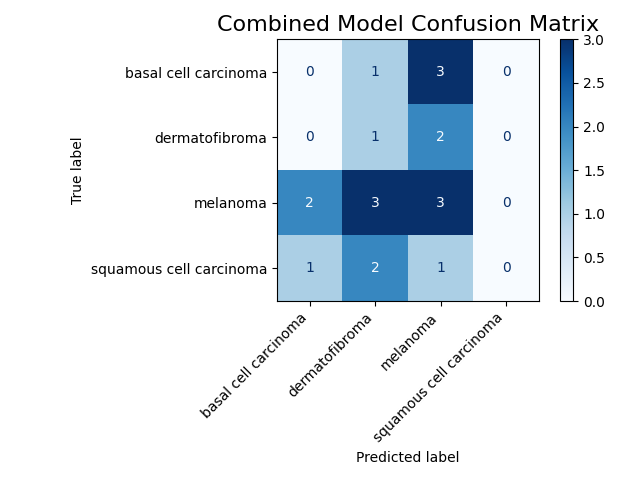 Combined Model Confusion Matrix
True label
basal cell carcinoma 0 1 3 0
dermatofibroma 0 1 2 0
melanoma 2 3 3 0
squamous cell carcinoma 1 2 1 0
basal cell carcinoma
dermatofibroma
melanoma
squamous cell carcinoma
Predicted label
3.0
2.5
2.0
1.5
1.0
0.5
0.0